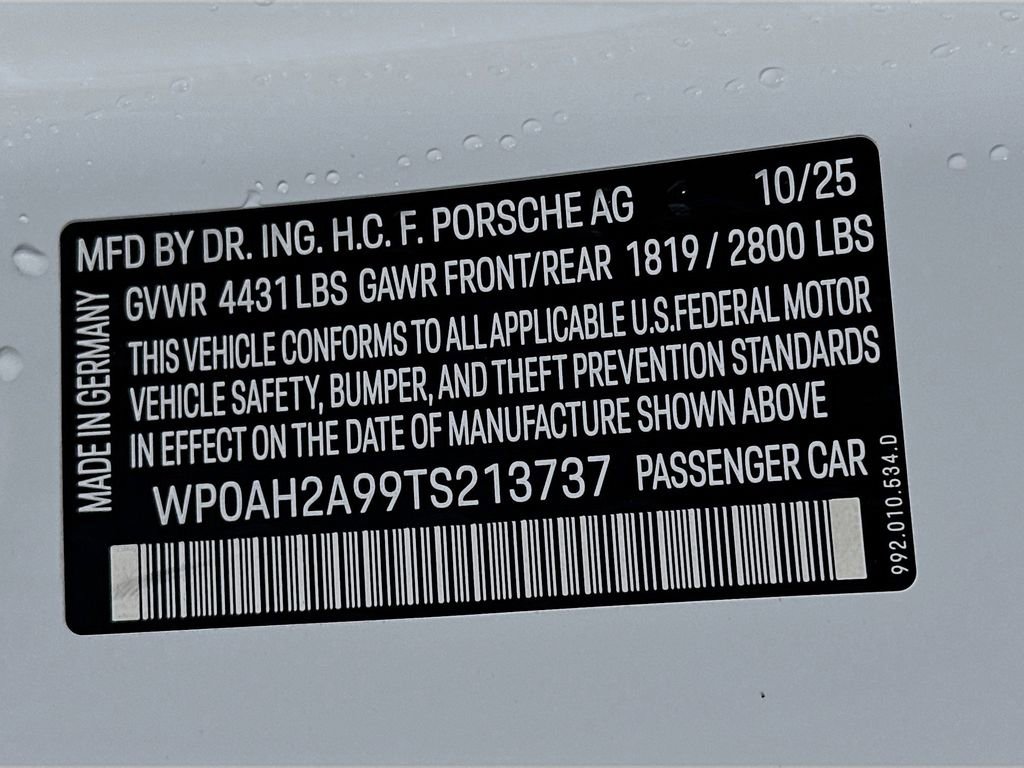 MFD BY DR. ING. H.C. F. PORSCHE AG 10/25
GVWR 4431 LBS GAWR FRONT/REAR 1819 / 2800 LBS
THIS VEHICLE CONFORMS TO ALL APPLICABLE U.S. FEDERAL MOTOR
VEHICLE SAFETY, BUMPER, AND THEFT PREVENTION STANDARDS
IN EFFECT ON THE DATE OF MANUFACTURE SHOWN ABOVE
WP0AH2A99TS213737 PASSENGER CAR
MADE IN GERMANY
992.010.534.D